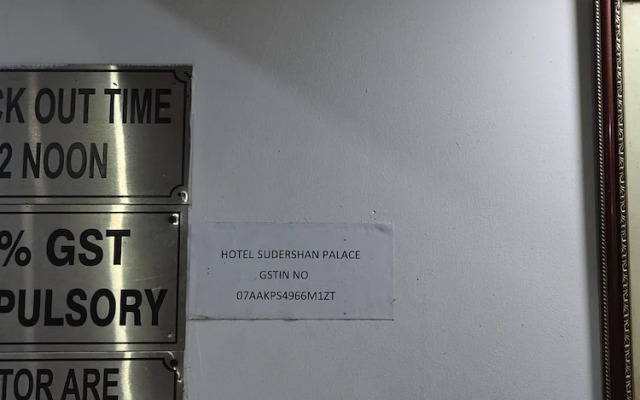 CK OUT TIME
2 NOON
% GST
PULSORY
TOR ARE
HOTEL SUDERSHAN PALACE
GSTIN NO
07AAKPS4966M1ZT